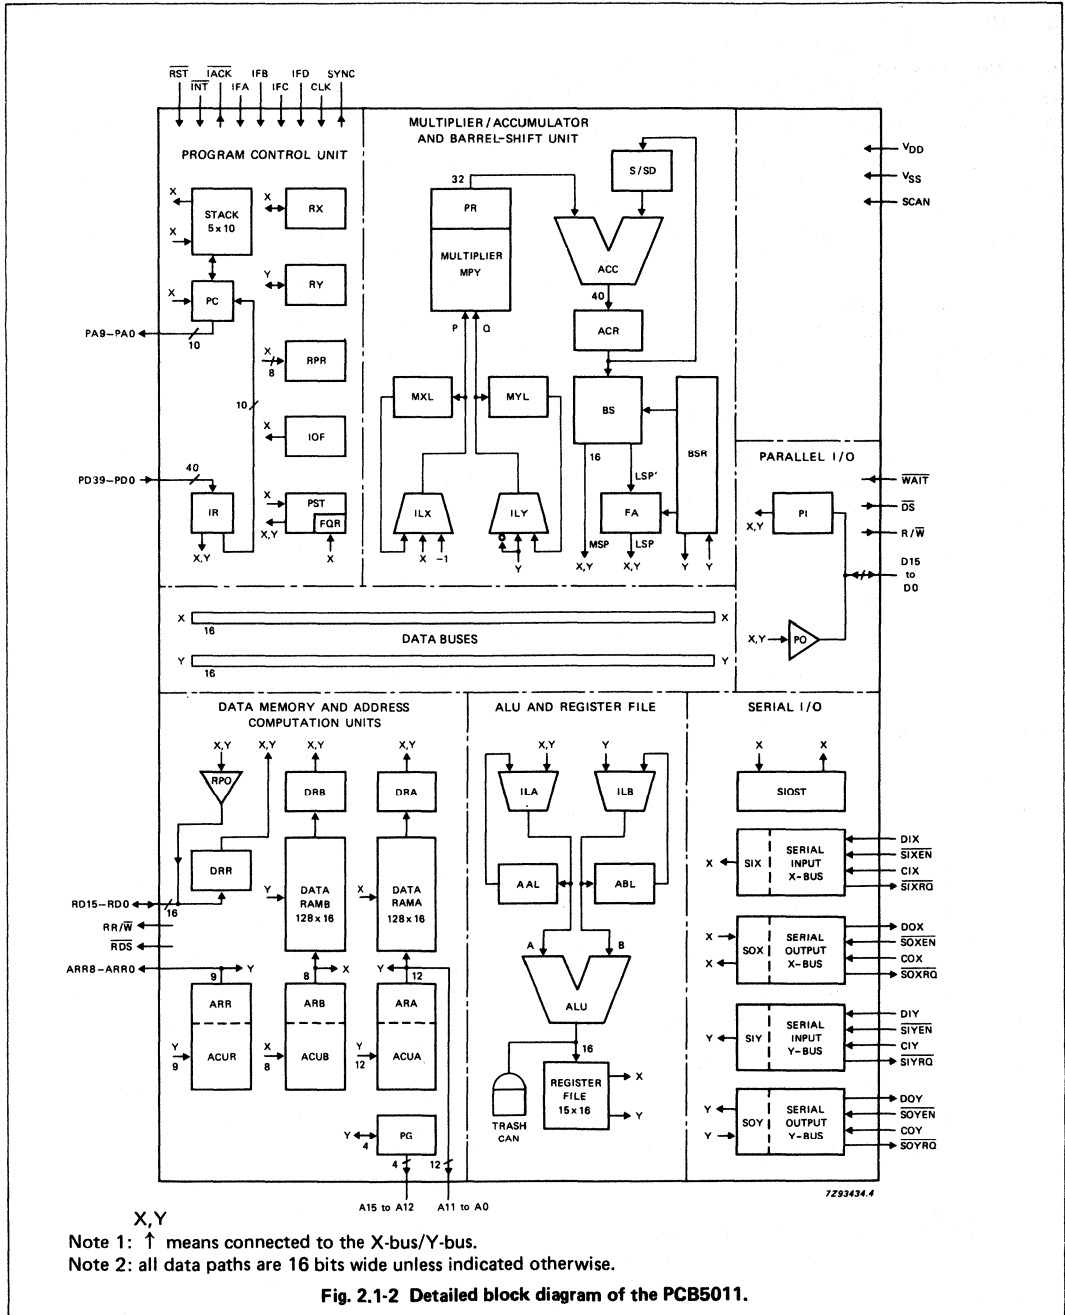 RST IACK IFB IFD SYNC
INT IFA IFC CLK
MULTIPLIER/ACCUMULATOR
AND BARREL-SHIFT UNIT
PROGRAM CONTROL UNIT
VDD
VSS
SCAN
X
STACK
5 x 10
X
X
RX
Y
RY
X
PC
PA9-PA0
10
X
8
RPR
10
X
IOF
PD39-PD0
40
IR
X,Y
X
PST
X,Y
FQR
X
32
PR
MULTIPLIER
MPY
P Q
MXL
MYL
ILX
ILY
X -1
0
Y
S/SD
ACC
40
ACR
BS
BSR
16
LSP'
FA
MSP
LSP
X,Y
X,Y
Y
Y
PARALLEL I/O
PI
X,Y
WAIT
DS
R/W
D15
to
D0
X,Y
PO
X
16
X
DATA BUSES
Y
16
Y
DATA MEMORY AND ADDRESS
COMPUTATION UNITS
X,Y
X,Y
X,Y
X,Y
RPO
DRB
DRA
DRR
Y
DATA
RAMB
128 x 16
X
DATA
RAMA
128 x 16
RD15-RD0
16
RR/W
RDS
ARR8-ARR0
9
Y
8
X
Y
12
ARR
ARB
ARA
Y
9
ACUR
X
8
ACUB
Y
12
ACUA
Y
4
PG
4
12
A15 to A12
A11 to A0
ALU AND REGISTER FILE
X,Y
Y
ILA
ILB
AAL
ABL
A
B
ALU
16
REGISTER
FILE
15 x 16
X
Y
TRASH
CAN
SERIAL I/O
X
X
SIOST
X
SIX
SERIAL
INPUT
X-BUS
DIX
SIXEN
CIX
SIXRQ
X
X
SOX
SERIAL
OUTPUT
X-BUS
DOX
SOXEN
COX
SOXRQ
Y
SIY
SERIAL
INPUT
Y-BUS
DIY
SIYEN
CIY
SIYRQ
Y
Y
SOY
SERIAL
OUTPUT
Y-BUS
DOY
SOYEN
COY
SOYRQ
7Z93434.4
X,Y
Note 1: ↑ means connected to the X-bus/Y-bus.
Note 2: all data paths are 16 bits wide unless indicated otherwise.
Fig. 2.1-2 Detailed block diagram of the PCB5011.